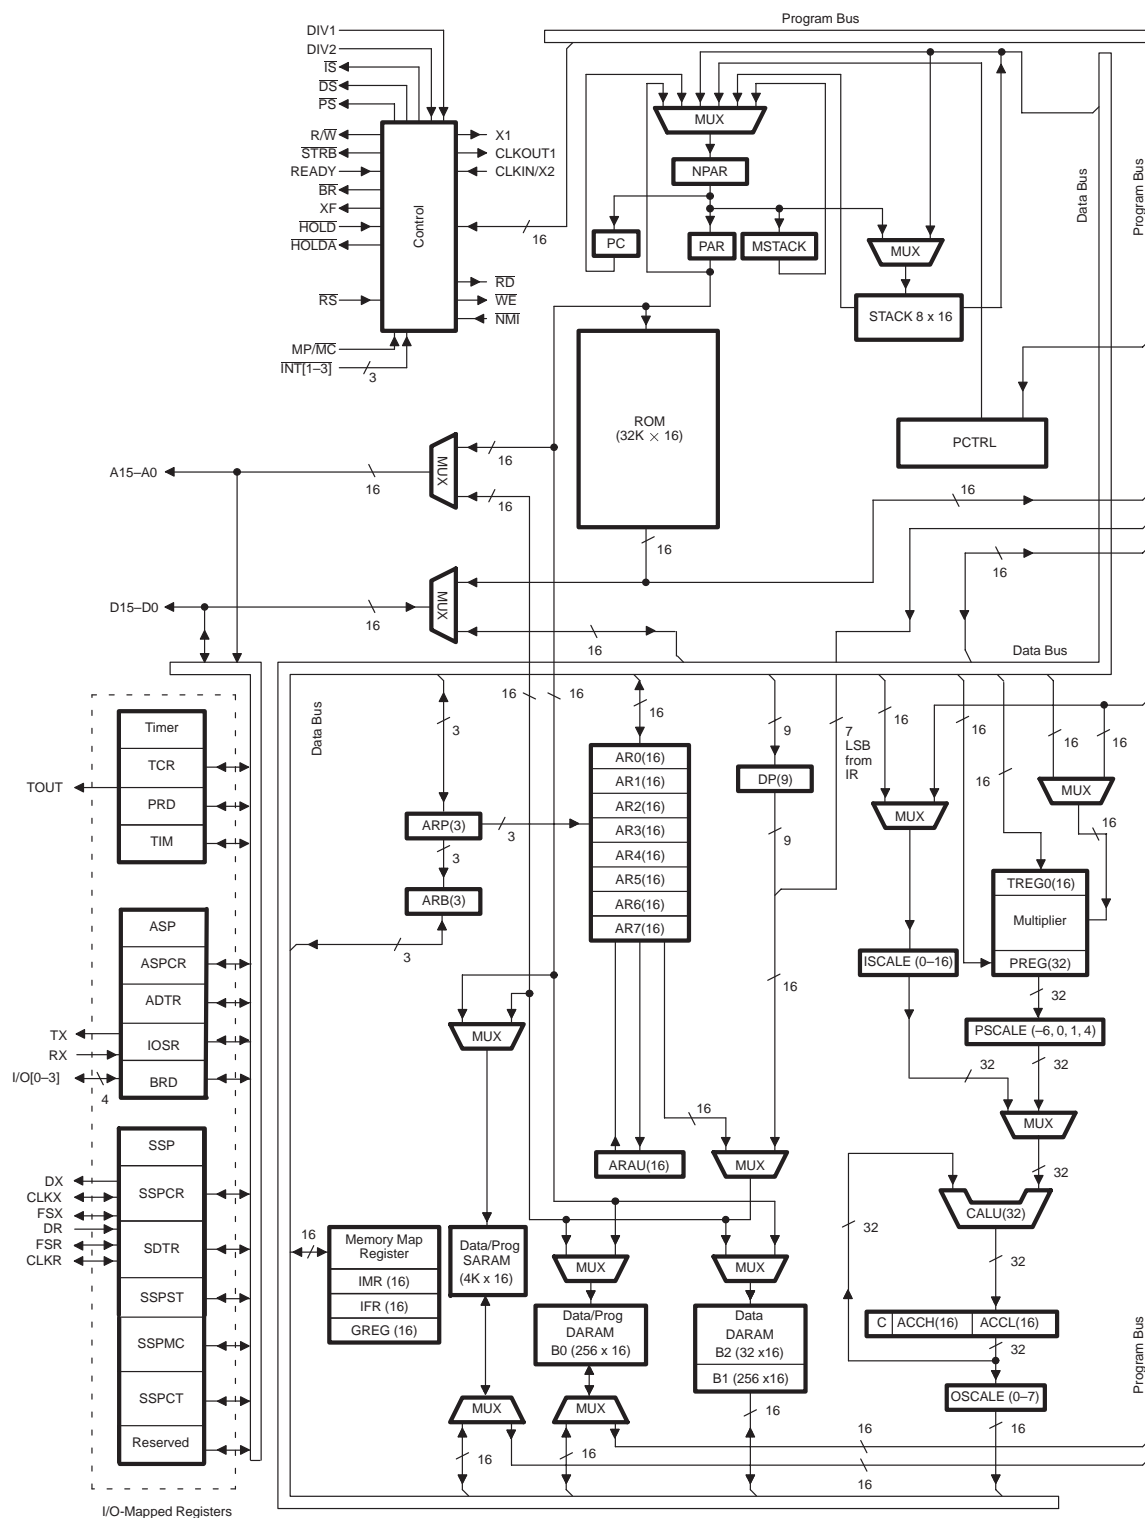 Program Bus
DIV1
DIV2
IS
DS
PS
R/W
STRB
READY
BR
XF
HOLD
HOLDA
RS
MP/MC
INT[1–3]
3
Control
X1
CLKOUT1
CLKIN/X2
16
RD
WE
NMI
MUX
NPAR
PC
PAR
MSTACK
MUX
STACK 8 x 16
Data Bus
Program Bus
ROM
(32K × 16)
PCTRL
A15–A0
16
MUX
16
16
16
16
16
D15–D0
16
MUX
16
Data Bus
Data Bus
16
16
3
16
9
7
LSB
from
IR
16
16
16
16
16
Timer
TCR
PRD
TIM
TOUT
ARP(3)
3
3
ARB(3)
3
AR0(16)
AR1(16)
AR2(16)
AR3(16)
AR4(16)
AR5(16)
AR6(16)
AR7(16)
DP(9)
9
16
MUX
MUX
16
TREG0(16)
Multiplier
PREG(32)
ISCALE (0–16)
32
PSCALE (–6, 0, 1, 4)
32
32
MUX
32
ASP
ASPCR
ADTR
IOSR
BRD
TX
RX
I/O[0–3]
4
MUX
16
ARAU(16)
MUX
CALU(32)
32
32
SSP
SSPCR
SDTR
SSPST
SSPMC
SSPCT
Reserved
DX
CLKX
FSX
DR
FSR
CLKR
16
Memory Map
Register
IMR (16)
IFR (16)
GREG (16)
Data/Prog
SARAM
(4K x 16)
MUX
MUX
Data/Prog
DARAM
B0 (256 x 16)
Data
DARAM
B2 (32 x16)
B1 (256 x16)
C
ACCH(16)
ACCL(16)
32
OSCALE (0–7)
16
Program Bus
MUX
MUX
16
16
16
16
16
I/O-Mapped Registers